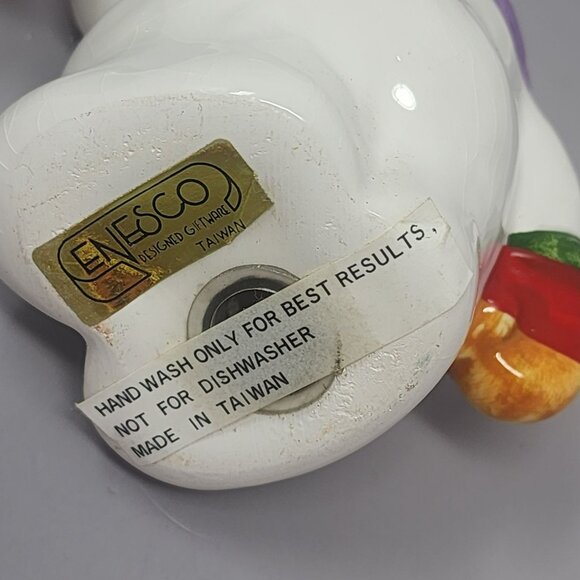 ENESCO
DESIGNED GIFTWARE
TAIWAN
HAND WASH ONLY FOR BEST RESULTS,
NOT FOR DISHWASHER
MADE IN TAIWAN